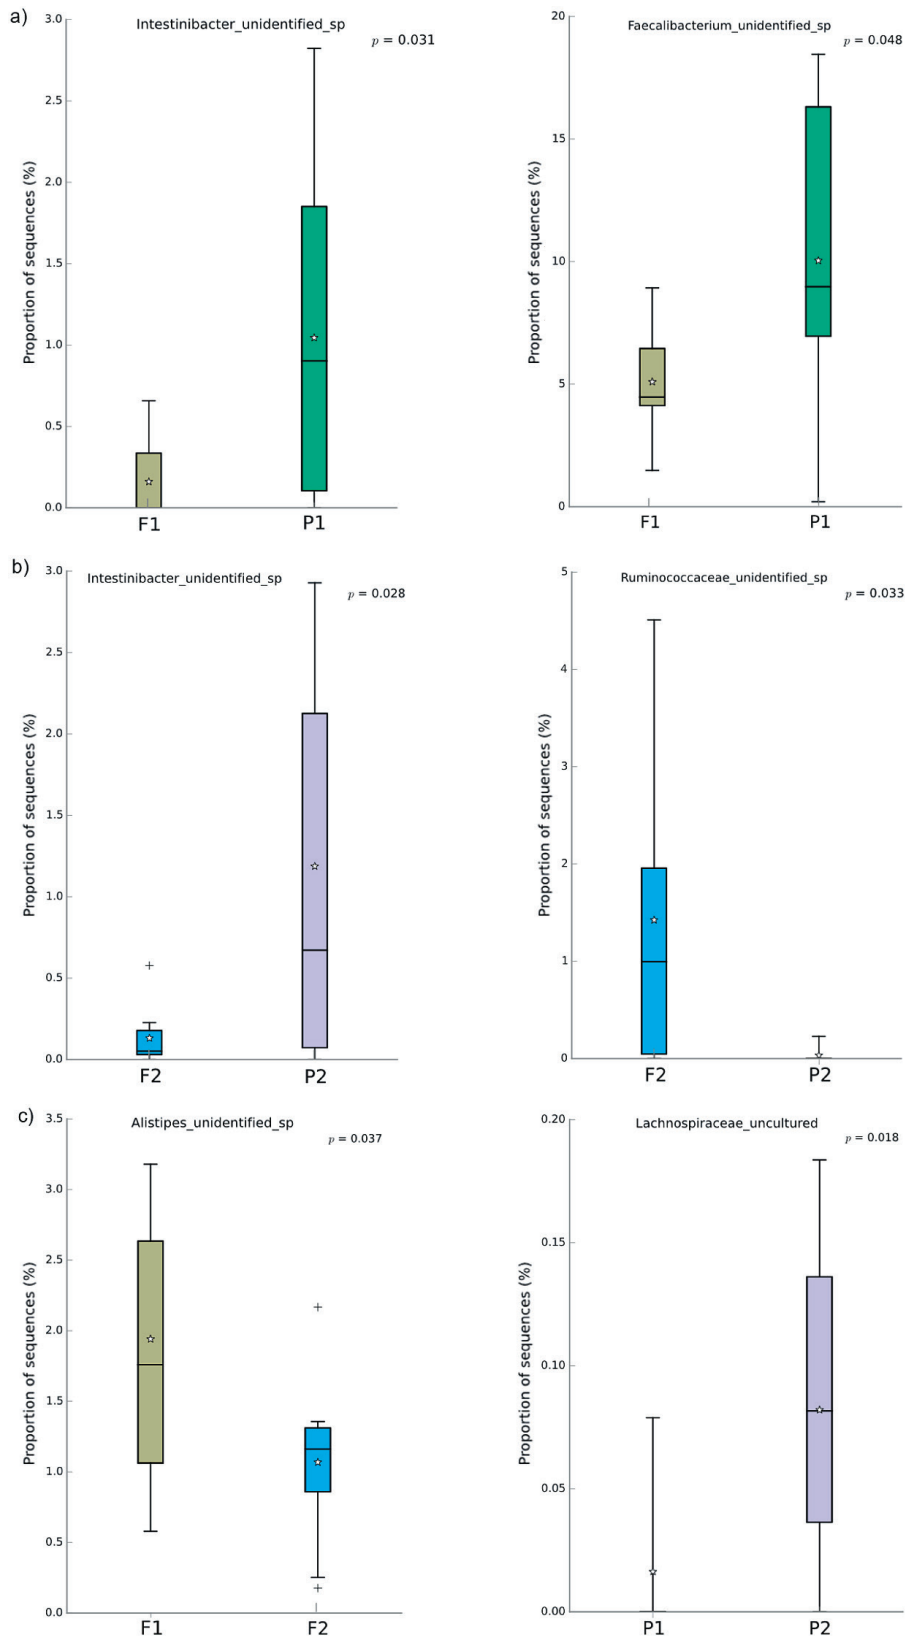 a)
Intestinibacter_unidentified_sp
p = 0.031
Proportion of sequences (%)
3.0
2.5
2.0
1.5
1.0
0.5
0.0
F1
P1
Faecalibacterium_unidentified_sp
p = 0.048
Proportion of sequences (%)
20
15
10
5
0
F1
P1
b)
Intestinibacter_unidentified_sp
p = 0.028
Proportion of sequences (%)
3.0
2.5
2.0
1.5
1.0
0.5
0.0
F2
P2
Ruminococcaceae_unidentified_sp
p = 0.033
Proportion of sequences (%)
5
4
3
2
1
0
F2
P2
c)
Alistipes_unidentified_sp
p = 0.037
Proportion of sequences (%)
3.5
3.0
2.5
2.0
1.5
1.0
0.5
0.0
F1
F2
Lachnospiraceae_uncultured
p = 0.018
Proportion of sequences (%)
0.20
0.15
0.10
0.05
0.00
P1
P2